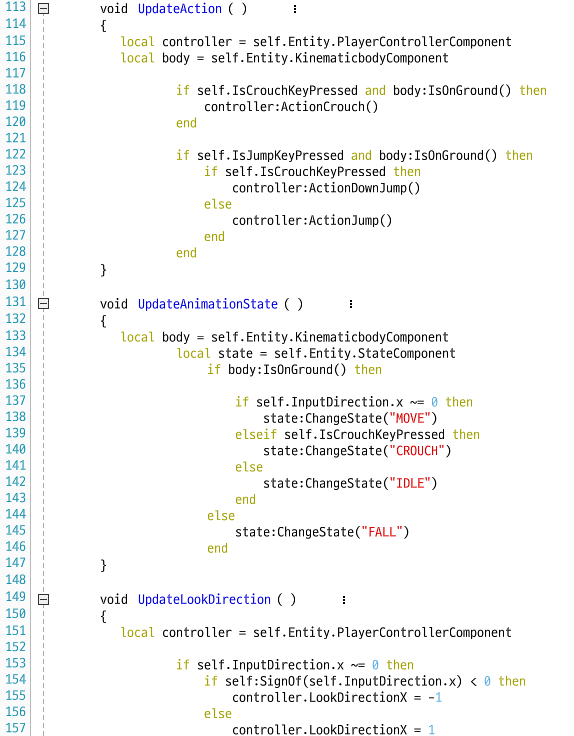 113 void UpdateAction ( ) ⋮
114 {
115 local controller = self.Entity.PlayerControllerComponent
116 local body = self.Entity.KinematicbodyComponent
117
118 if self.IsCrouchKeyPressed and body:IsOnGround() then
119 controller:ActionCrouch()
120 end
121
122 if self.IsJumpKeyPressed and body:IsOnGround() then
123 if self.IsCrouchKeyPressed then
124 controller:ActionDownJump()
125 else
126 controller:ActionJump()
127 end
128 end
129 }
130
131 void UpdateAnimationState ( ) ⋮
132 {
133 local body = self.Entity.KinematicbodyComponent
134 local state = self.Entity.StateComponent
135 if body:IsOnGround() then
136
137 if self.InputDirection.x ~= 0 then
138 state:ChangeState("MOVE")
139 elseif self.IsCrouchKeyPressed then
140 state:ChangeState("CROUCH")
141 else
142 state:ChangeState("IDLE")
143 end
144 else
145 state:ChangeState("FALL")
146 end
147 }
148
149 void UpdateLookDirection ( ) ⋮
150 {
151 local controller = self.Entity.PlayerControllerComponent
152
153 if self.InputDirection.x ~= 0 then
154 if self:SignOf(self.InputDirection.x) < 0 then
155 controller.LookDirectionX = -1
156 else
157 controller.LookDirectionX = 1